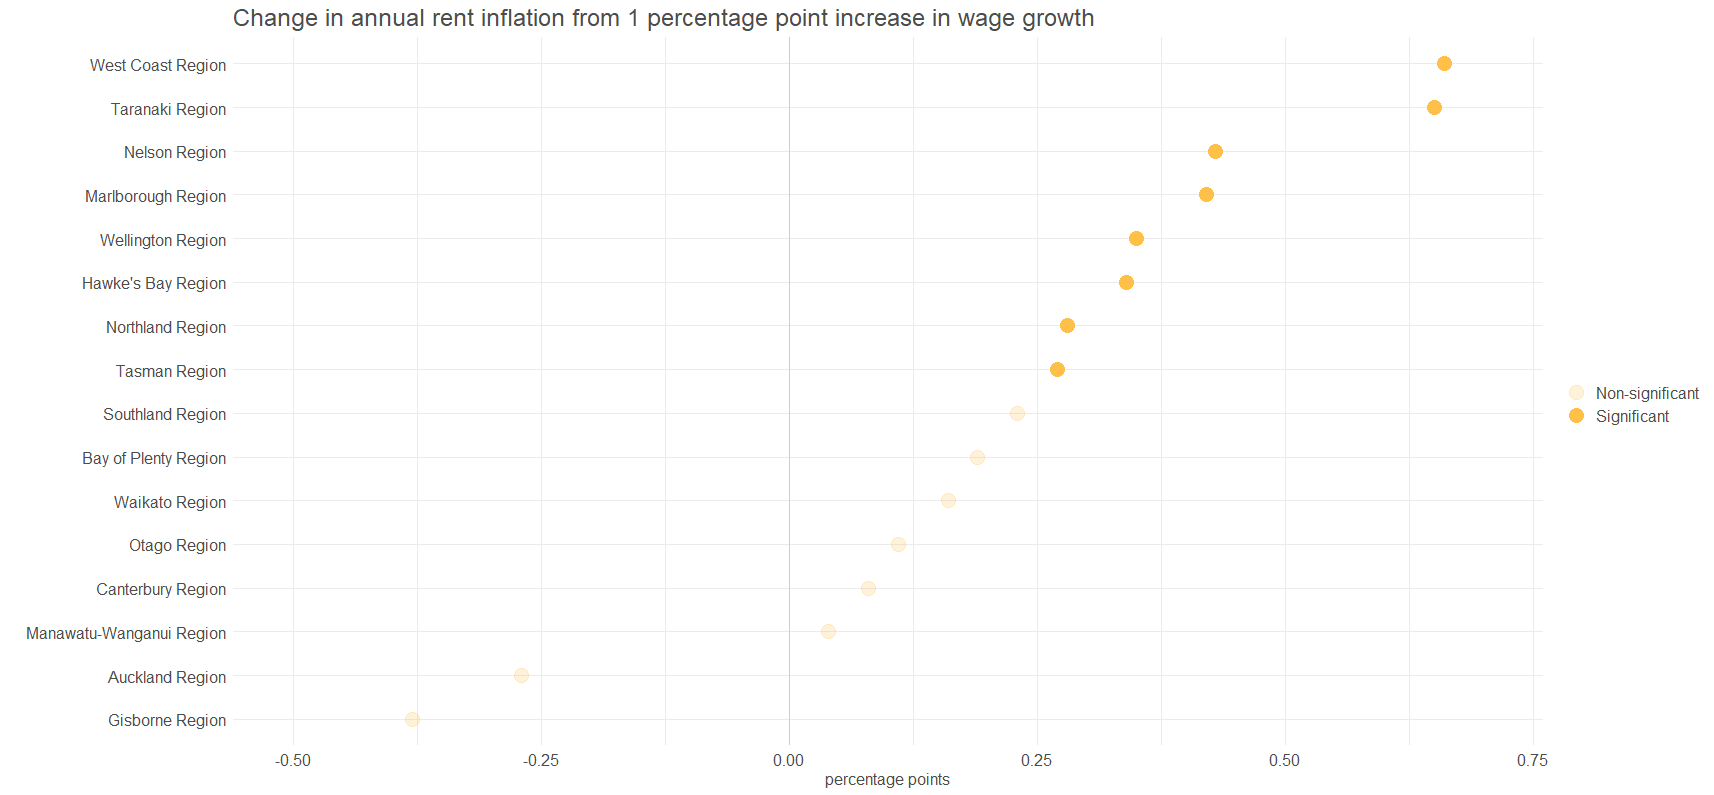 Change in annual rent inflation from 1 percentage point increase in wage growth
West Coast Region
Taranaki Region
Nelson Region
Marlborough Region
Wellington Region
Hawke's Bay Region
Northland Region
Tasman Region
Southland Region
Bay of Plenty Region
Waikato Region
Otago Region
Canterbury Region
Manawatu-Wanganui Region
Auckland Region
Gisborne Region
-0.50 -0.25 0.00 0.25 0.50 0.75
percentage points
Non-significant
Significant